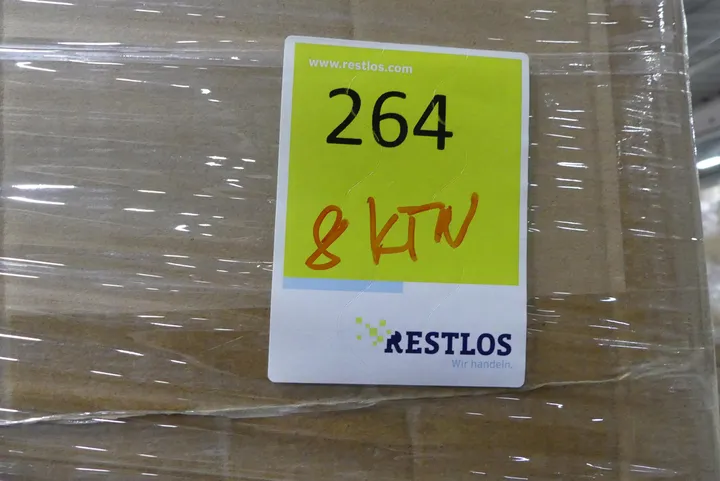 www.restlos.com
264
8 KTN
RESTLOS
Wir handeln.